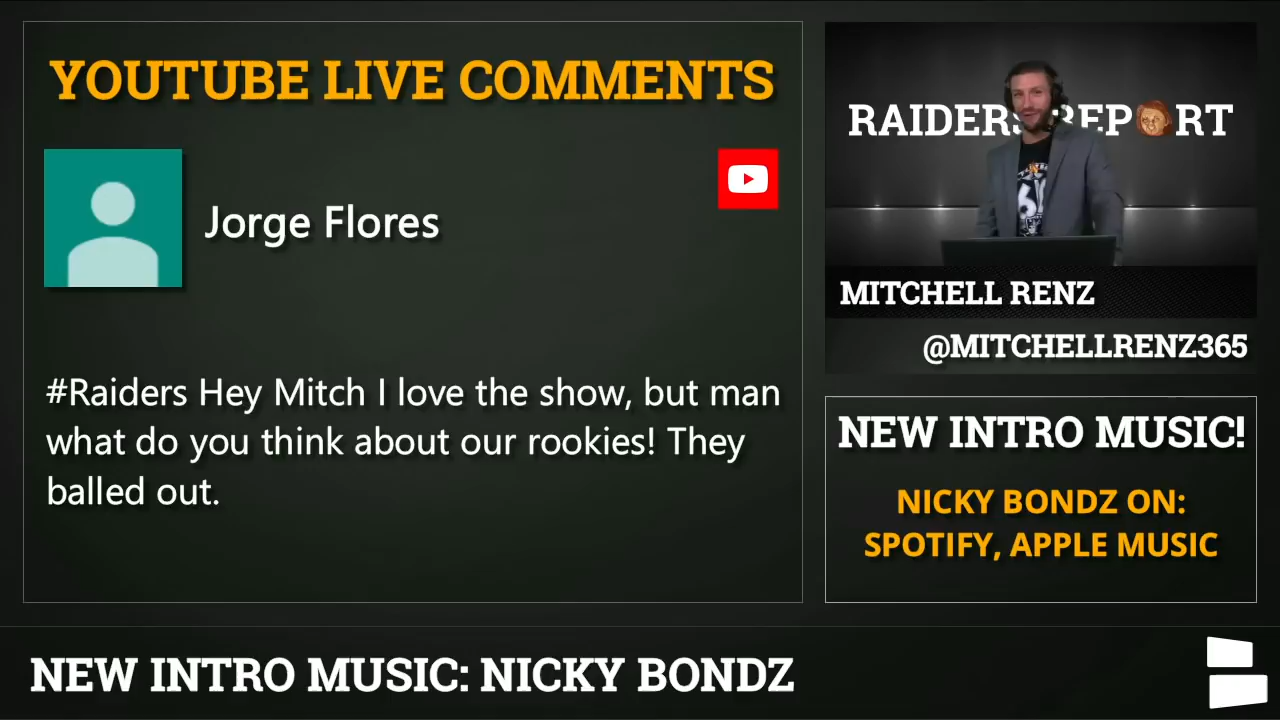 YOUTUBE LIVE COMMENTS
Jorge Flores
#Raiders Hey Mitch I love the show, but man
what do you think about our rookies! They
balled out.
RAIDERS REP RT
MITCHELL RENZ
@MITCHELLRENZ365
NEW INTRO MUSIC!
NICKY BONDZ ON:
SPOTIFY, APPLE MUSIC
NEW INTRO MUSIC: NICKY BONDZ